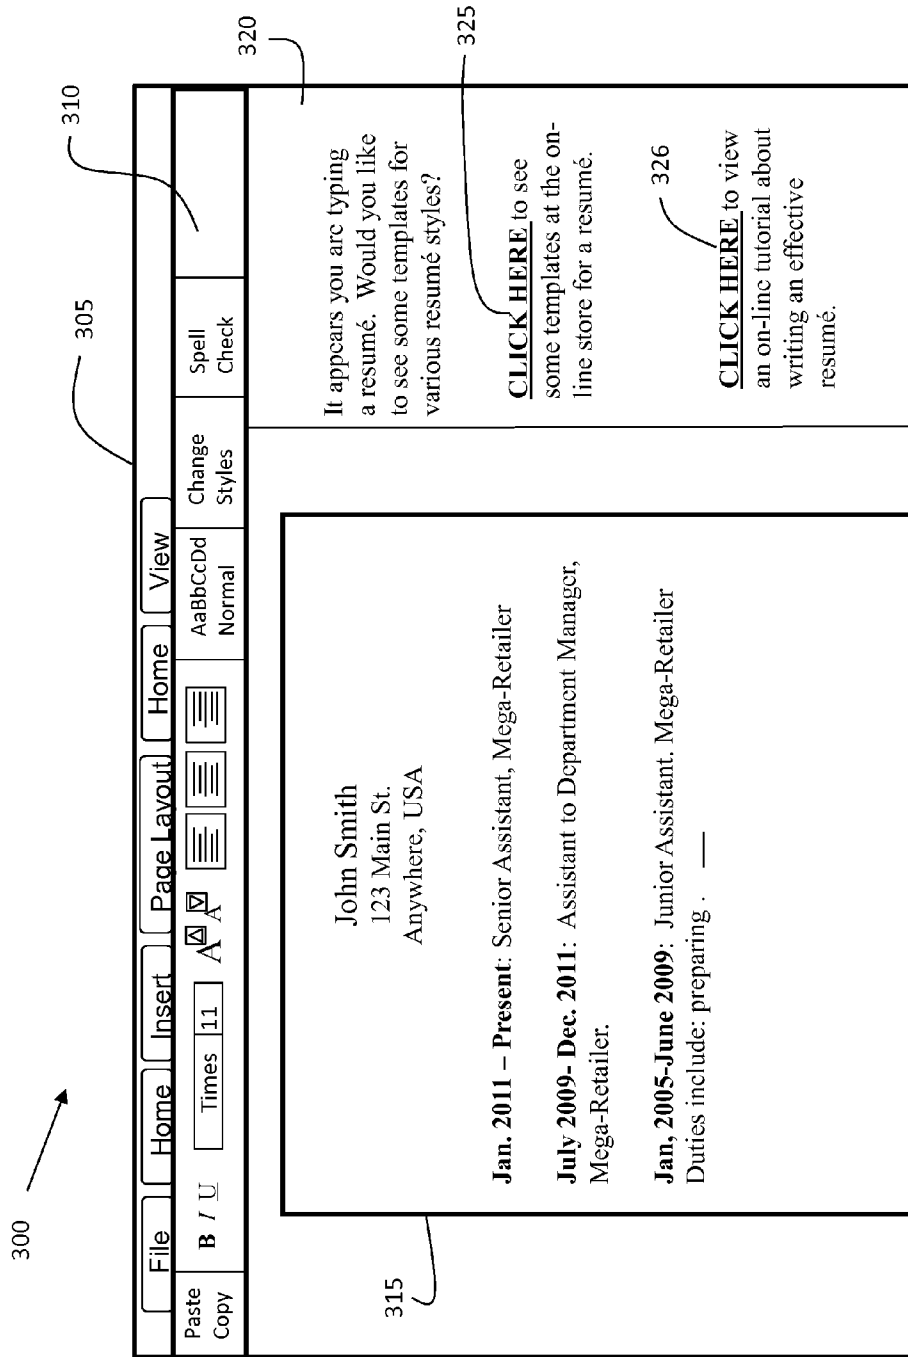 300
305
310
File Home Insert Page Layout Home View
Paste
Copy
B I U
Times 11
A A
AaBbCcDd
Normal
Change
Styles
Spell
Check
315
John Smith
123 Main St.
Anywhere, USA
Jan. 2011 – Present: Senior Assistant, Mega-Retailer
July 2009- Dec. 2011: Assistant to Department Manager,
Mega-Retailer.
Jan, 2005-June 2009: Junior Assistant. Mega-Retailer
Duties include: preparing .
320
It appears you are typing
a resumé. Would you like
to see some templates for
various resumé styles?
325
CLICK HERE to see
some templates at the on-
line store for a resumé.
326
CLICK HERE to view
an on-line tutorial about
writing an effective
resumé.